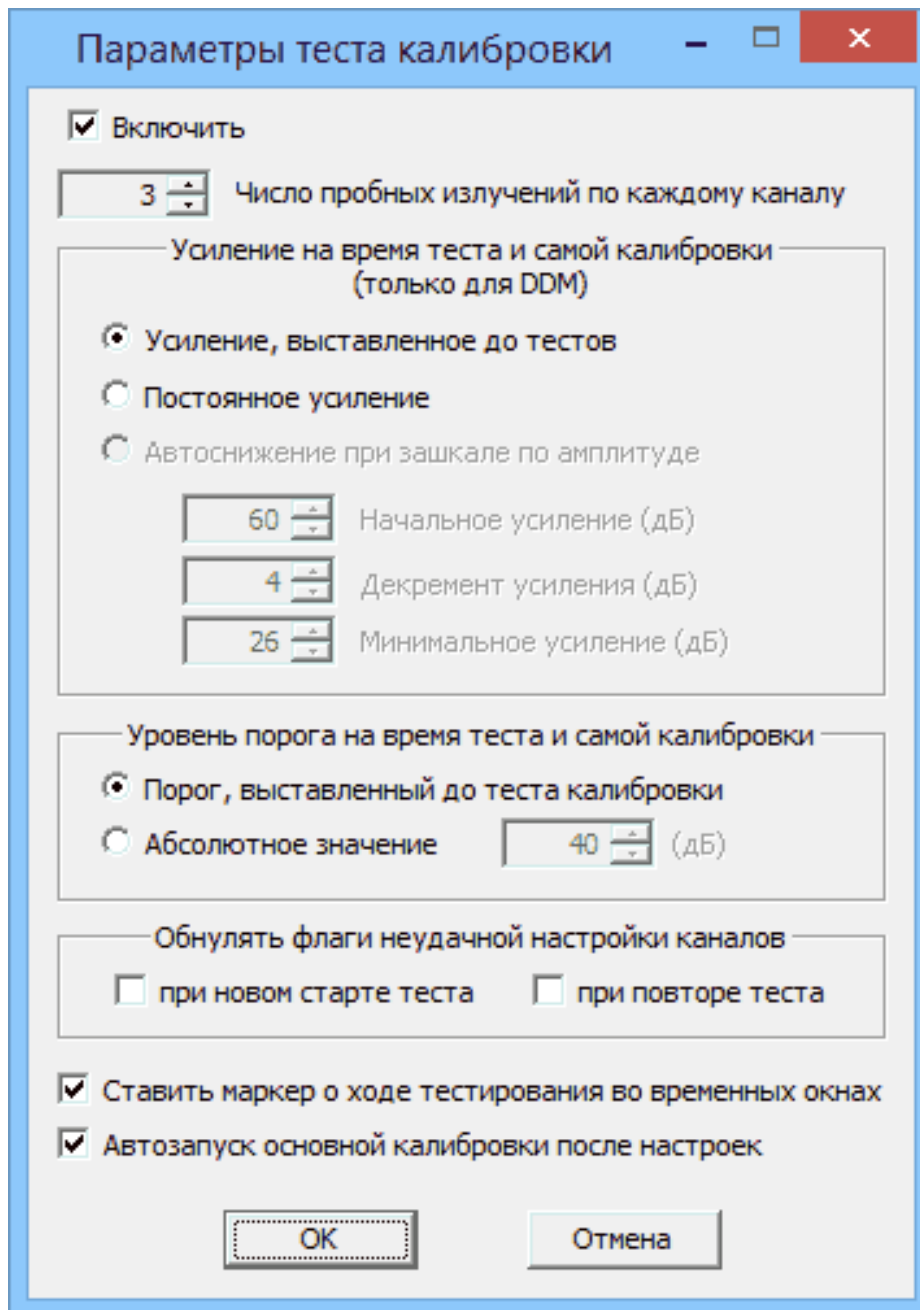 Параметры теста калибровки
Включить
3 Число пробных излучений по каждому каналу
Усиление на время теста и самой калибровки
(только для DDM)
Усиление, выставленное до тестов
Постоянное усиление
Автоснижение при зашкале по амплитуде
60 Начальное усиление (дБ)
4 Декремент усиления (дБ)
26 Минимальное усиление (дБ)
Уровень порога на время теста и самой калибровки
Порог, выставленный до теста калибровки
Абсолютное значение 40 (дБ)
Обнулять флаги неудачной настройки каналов
при новом старте теста при повторе теста
Ставить маркер о ходе тестирования во временных окнах
Автозапуск основной калибровки после настроек
OK Отмена